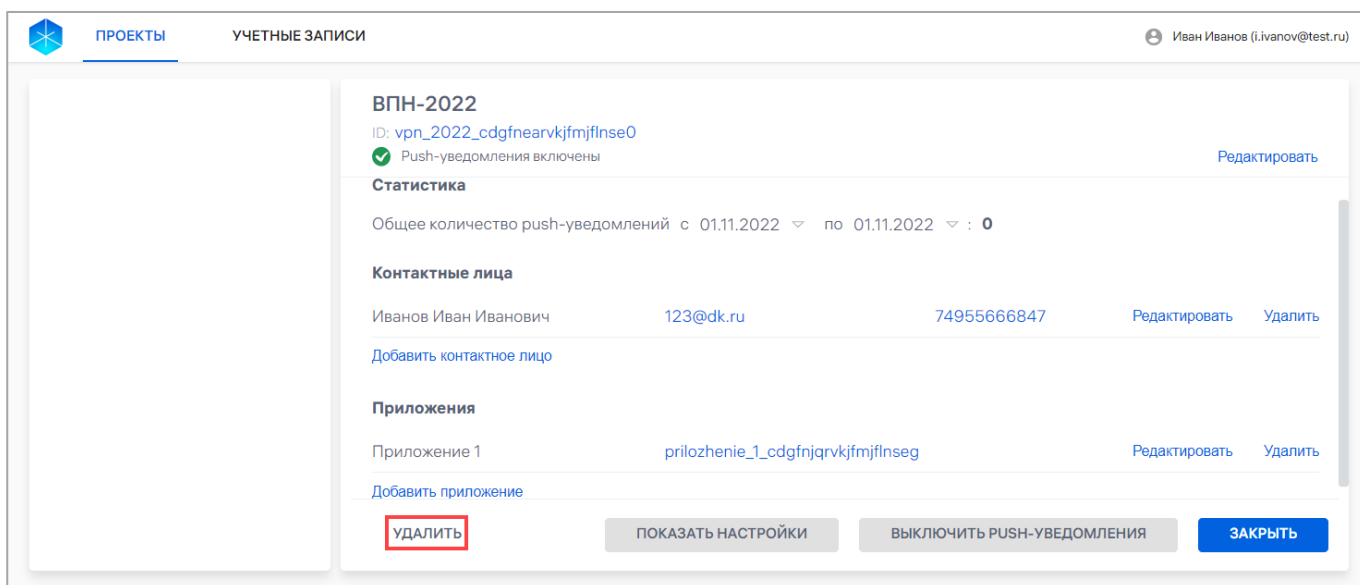 ПРОЕКТЫ УЧЕТНЫЕ ЗАПИСИ Иван Иванов (i.ivanov@test.ru)
ВПН-2022
ID: vpn_2022_cdgfnearvkjfmjflnse0
Push-уведомления включены Редактировать
Статистика
Общее количество push-уведомлений с 01.11.2022 по 01.11.2022 : 0
Контактные лица
Иванов Иван Иванович 123@dk.ru 74955666847 Редактировать Удалить
Добавить контактное лицо
Приложения
Приложение 1 prilozhenie_1_cdgfnjqrvkjfmjflnseg Редактировать Удалить
Добавить приложение
УДАЛИТЬ ПОКАЗАТЬ НАСТРОЙКИ ВЫКЛЮЧИТЬ PUSH-УВЕДОМЛЕНИЯ ЗАКРЫТЬ